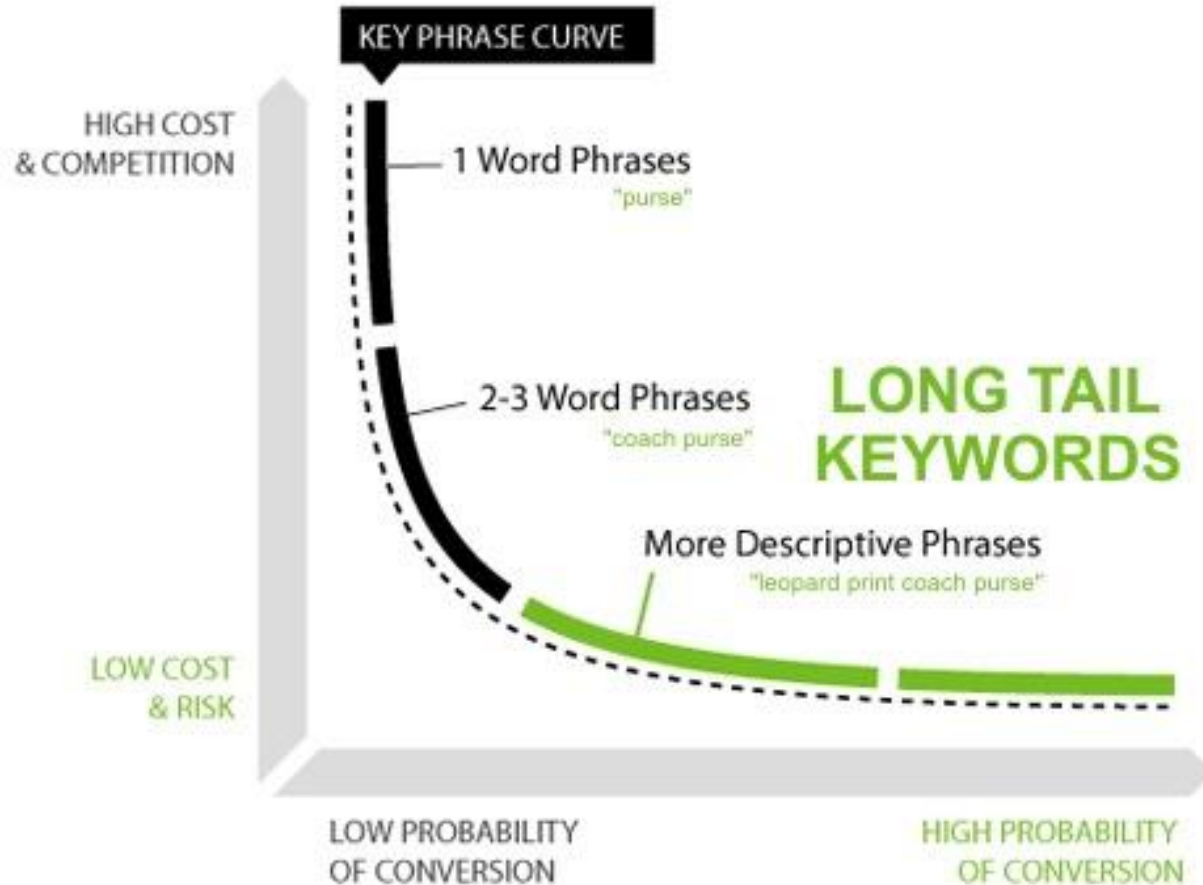 KEY PHRASE CURVE
HIGH COST
& COMPETITION
1 Word Phrases
"purse"
2-3 Word Phrases
"coach purse"
LONG TAIL
KEYWORDS
More Descriptive Phrases
"leopard print coach purse"
LOW COST
& RISK
LOW PROBABILITY
OF CONVERSION
HIGH PROBABILITY
OF CONVERSION